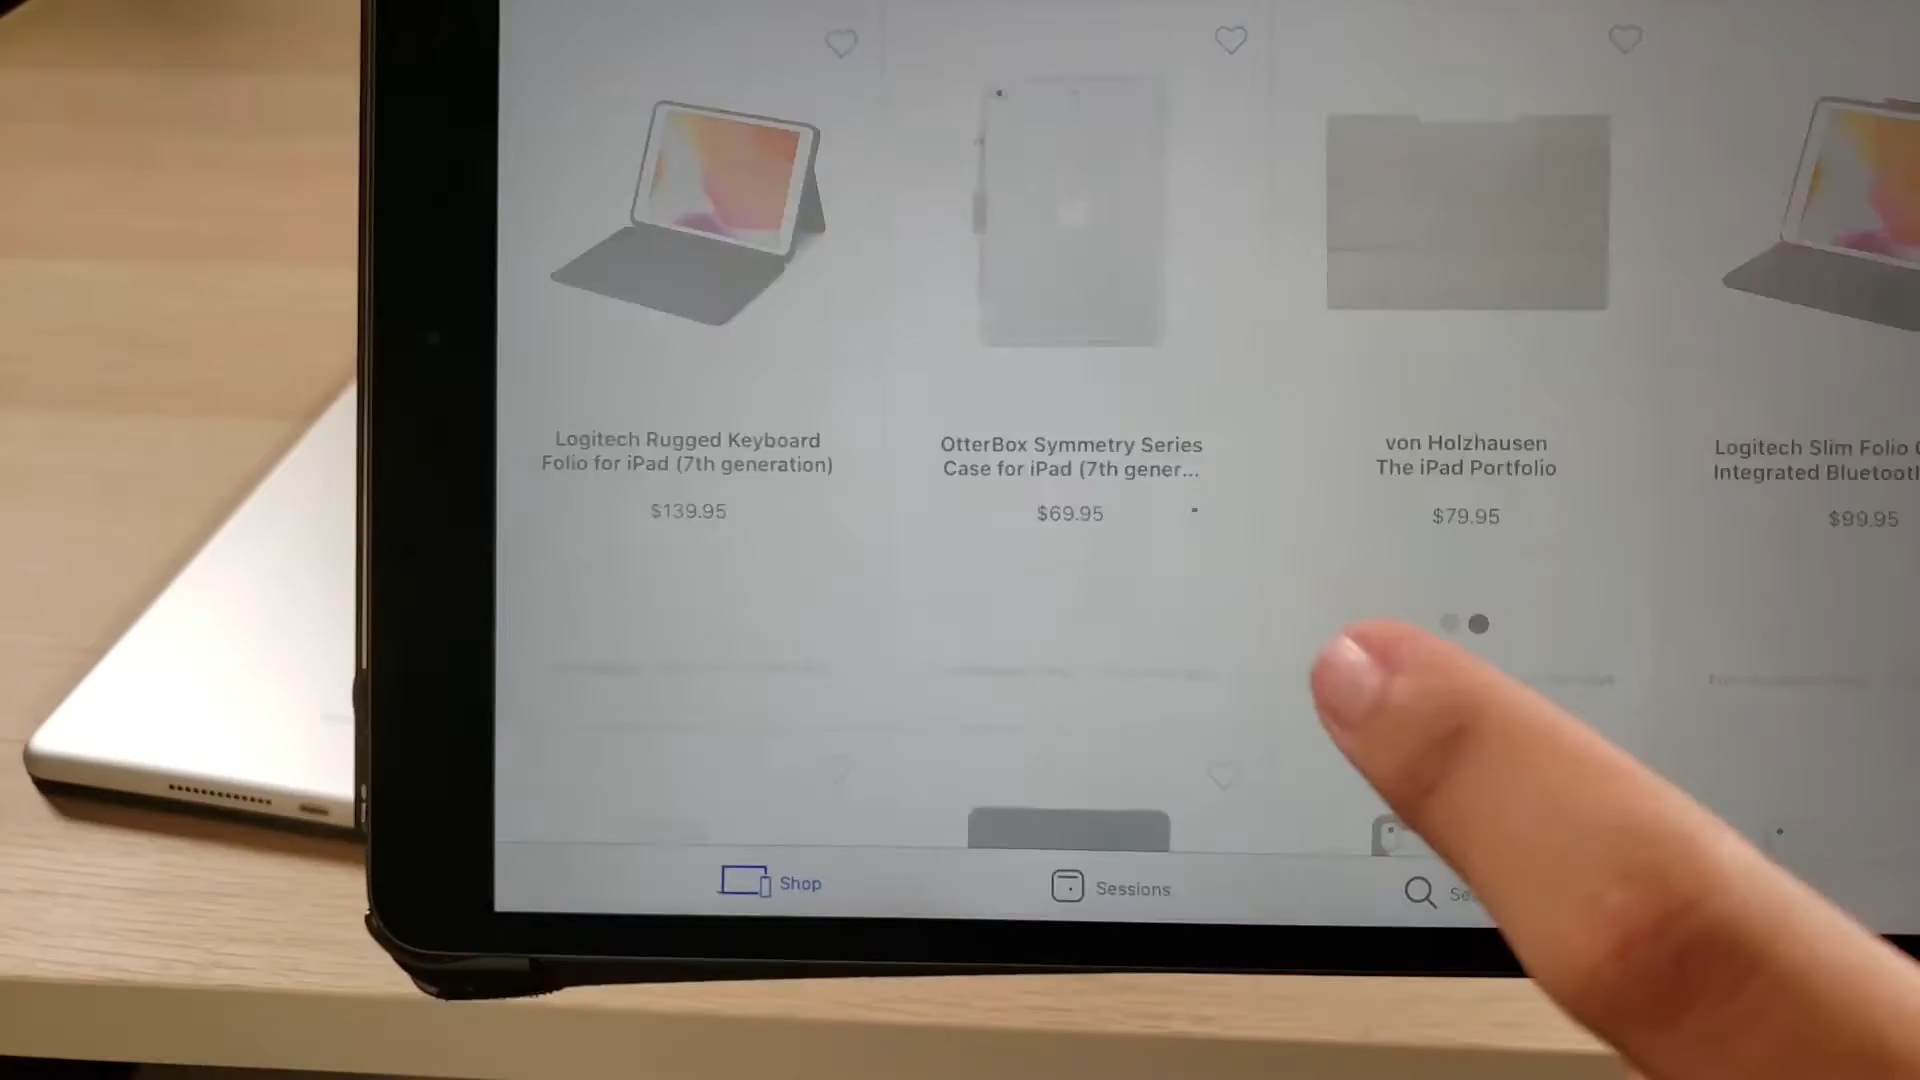 Logitech Rugged Keyboard
Folio for iPad (7th generation)
$139.95
OtterBox Symmetry Series
Case for iPad (7th gener...
$69.95
von Holzhausen
The iPad Portfolio
$79.95
Logitech Slim Folio
Integrated
$99.95
Shop
Sessions